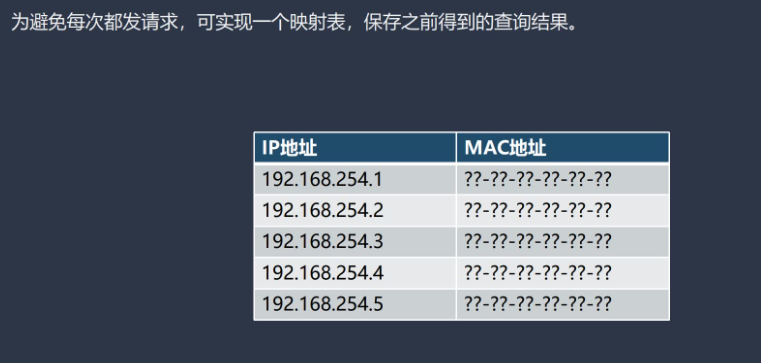 为避免每次都发请求，可实现一个映射表，保存之前得到的查询结果。
IP地址 MAC地址
192.168.254.1 ??-??-??-??-??-??
192.168.254.2 ??-??-??-??-??-??
192.168.254.3 ??-??-??-??-??-??
192.168.254.4 ??-??-??-??-??-??
192.168.254.5 ??-??-??-??-??-??